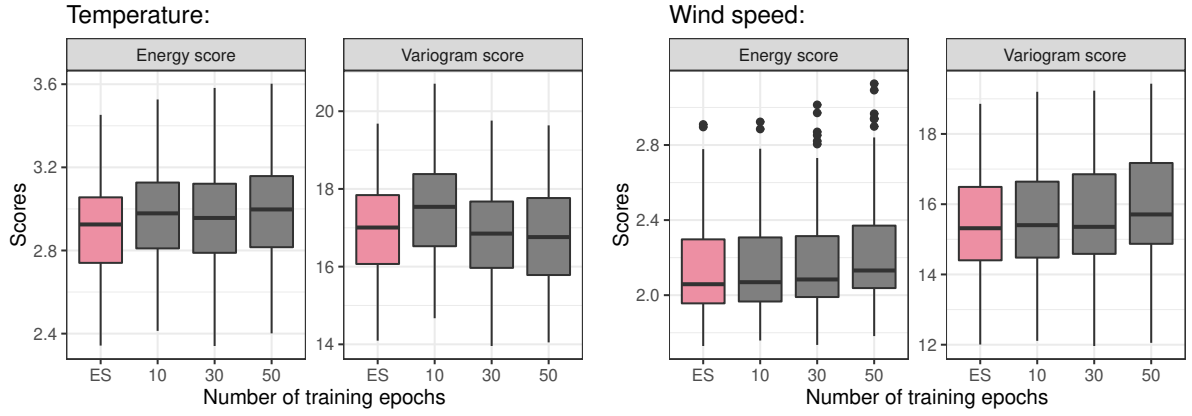 Temperature:
Wind speed:
Energy score
Variogram score
Energy score
Variogram score
Scores
3.6
3.2
2.8
2.4
20
18
16
14
Scores
2.8
2.4
2.0
18
16
14
12
ES 10 30 50
ES 10 30 50
ES 10 30 50
ES 10 30 50
Number of training epochs
Number of training epochs